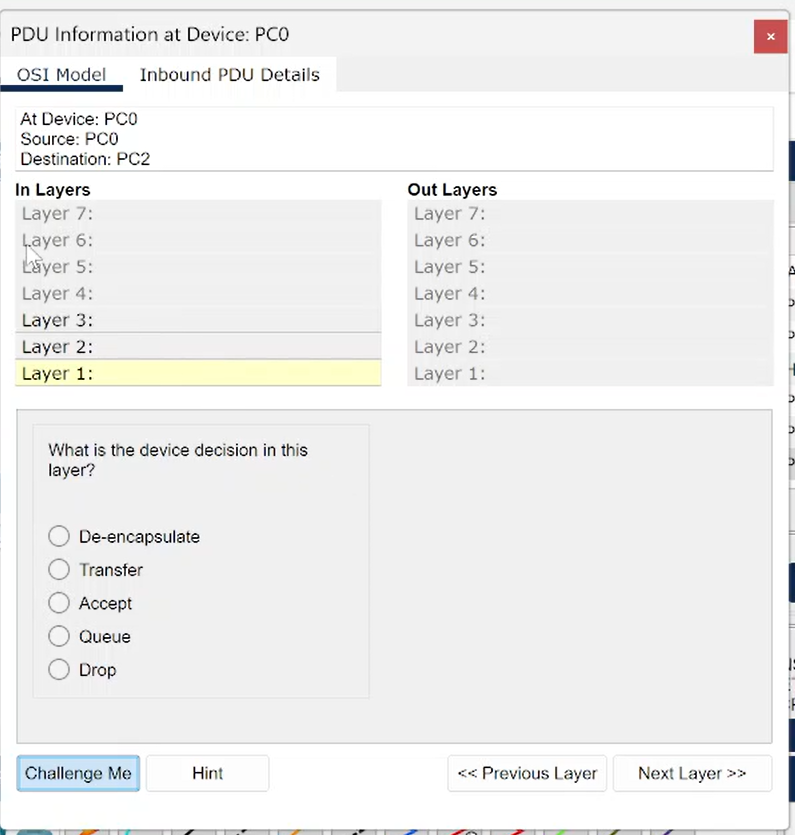 PDU Information at Device: PC0
×
OSI Model
Inbound PDU Details
At Device: PC0
Source: PC0
Destination: PC2
In Layers
Layer 7:
Layer 6:
Layer 5:
Layer 4:
Layer 3:
Layer 2:
Layer 1:
Out Layers
Layer 7:
Layer 6:
Layer 5:
Layer 4:
Layer 3:
Layer 2:
Layer 1:
What is the device decision in this
layer?
De-encapsulate
Transfer
Accept
Queue
Drop
Challenge Me
Hint
<< Previous Layer
Next Layer >>